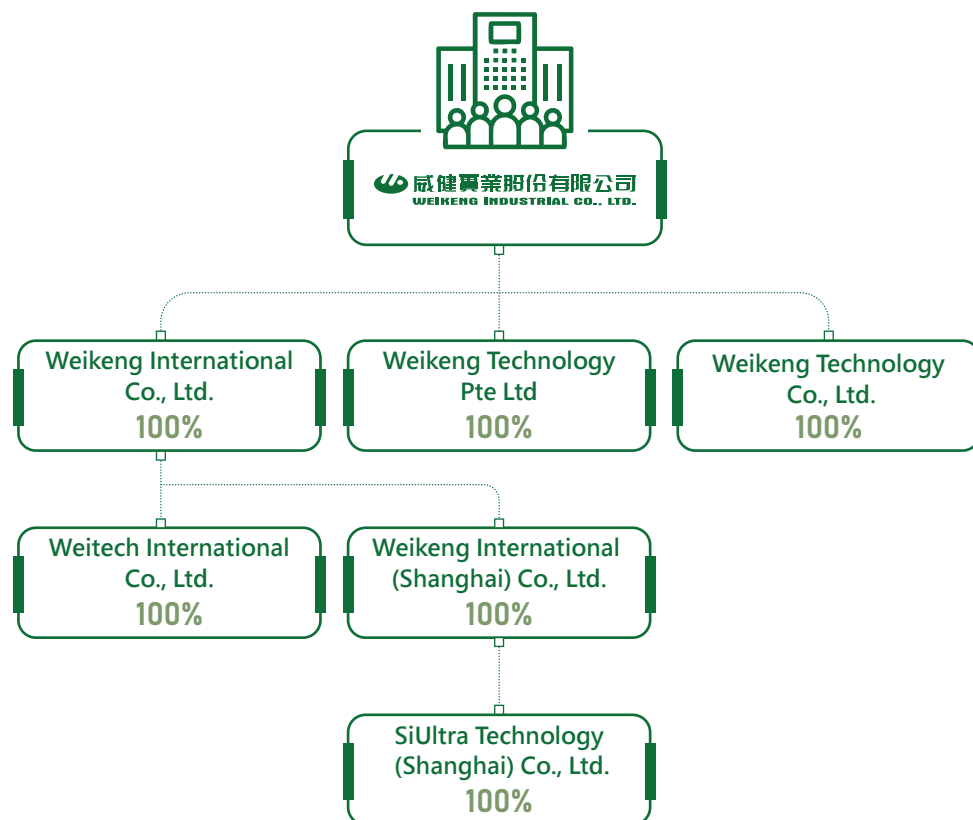 威健實業股份有限公司
WEIKENG INDUSTRIAL CO., LTD.
Weikeng International
Co., Ltd.
100%
Weikeng Technology
Pte Ltd
100%
Weikeng Technology
Co., Ltd.
100%
Weitech International
Co., Ltd.
100%
Weikeng International
(Shanghai) Co., Ltd.
100%
SiUltra Technology
(Shanghai) Co., Ltd.
100%